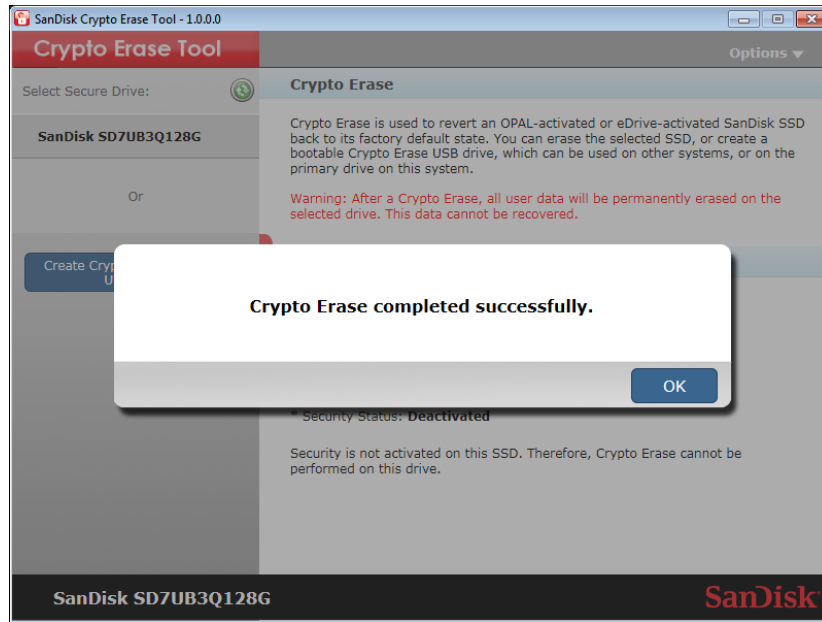 SanDisk Crypto Erase Tool - 1.0.0.0
Crypto Erase Tool
Options
Select Secure Drive:
SanDisk SD7UB3Q128G
Or
Create Cryp
U
Crypto Erase
Crypto Erase is used to revert an OPAL-activated or eDrive-activated SanDisk SSD
back to its factory default state. You can erase the selected SSD, or create a
bootable Crypto Erase USB drive, which can be used on other systems, or on the
primary drive on this system.
Warning: After a Crypto Erase, all user data will be permanently erased on the
selected drive. This data cannot be recovered.
Crypto Erase completed successfully.
OK
* Security Status: Deactivated
Security is not activated on this SSD. Therefore, Crypto Erase cannot be
performed on this drive.
SanDisk SD7UB3Q128G
SanDisk